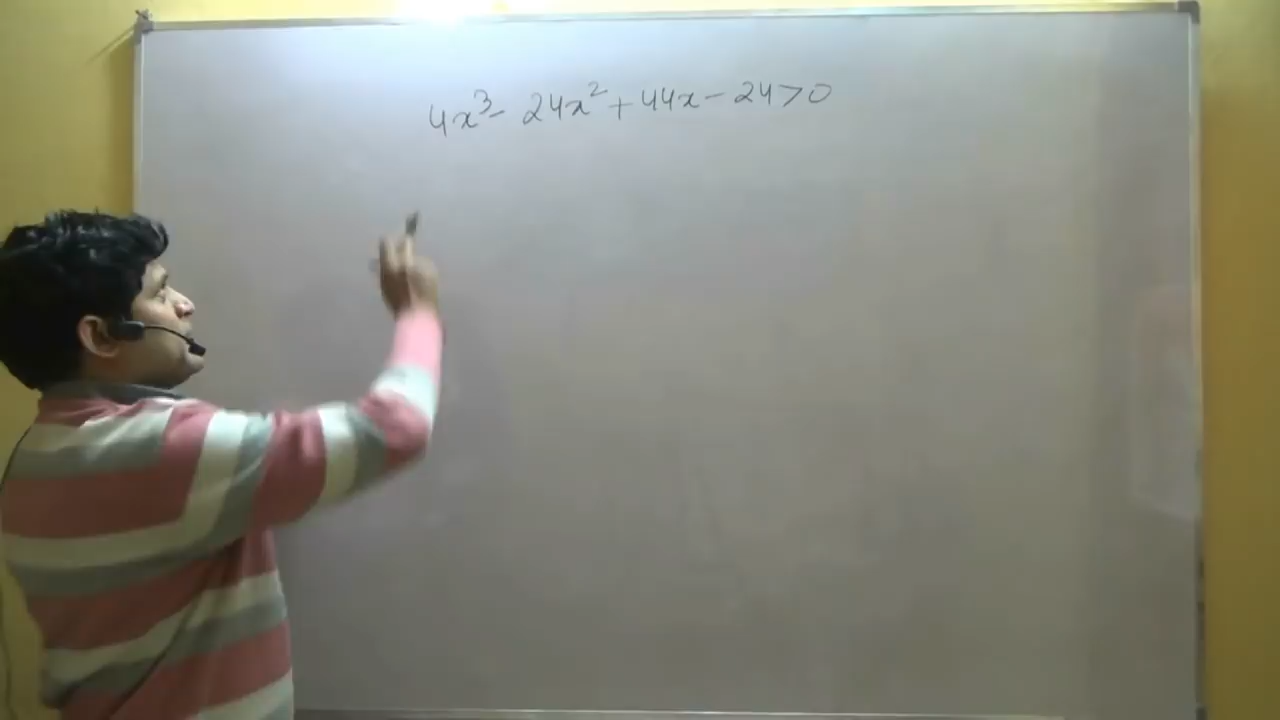 4x³ - 24x² + 44x - 24 > 0